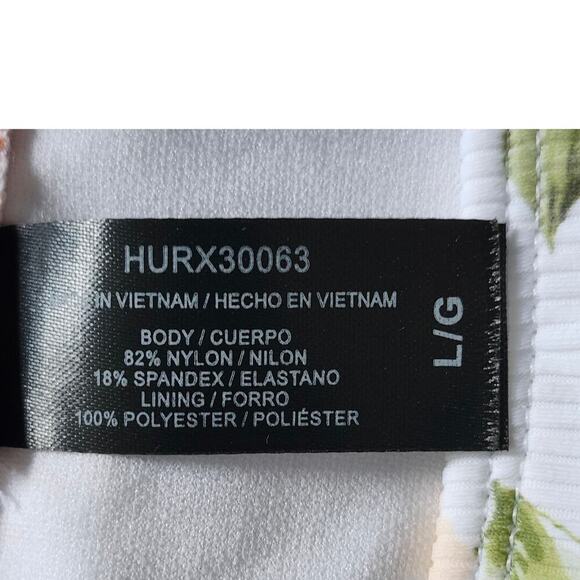 HURX30063
IN VIETNAM / HECHO EN VIETNAM
BODY / CUERPO
82% NYLON / NILON
18% SPANDEX / ELASTANO
LINING / FORRO
100% POLYESTER / POLIÉSTER
L/G